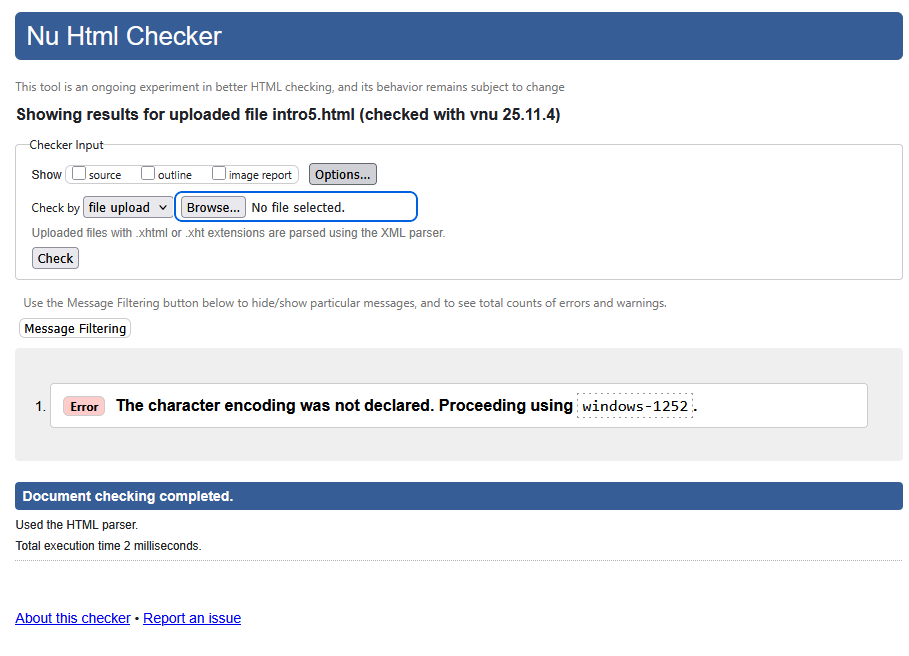 Nu Html Checker
This tool is an ongoing experiment in better HTML checking, and its behavior remains subject to change
Showing results for uploaded file intro5.html (checked with vnu 25.11.4)
Checker Input
Show source outline image report Options...
Check by file upload Browse... No file selected.
Uploaded files with .xhtml or .xht extensions are parsed using the XML parser.
Check
Use the Message Filtering button below to hide/show particular messages, and to see total counts of errors and warnings.
Message Filtering
1. Error The character encoding was not declared. Proceeding using windows-1252.
Document checking completed.
Used the HTML parser.
Total execution time 2 milliseconds.
About this checker • Report an issue